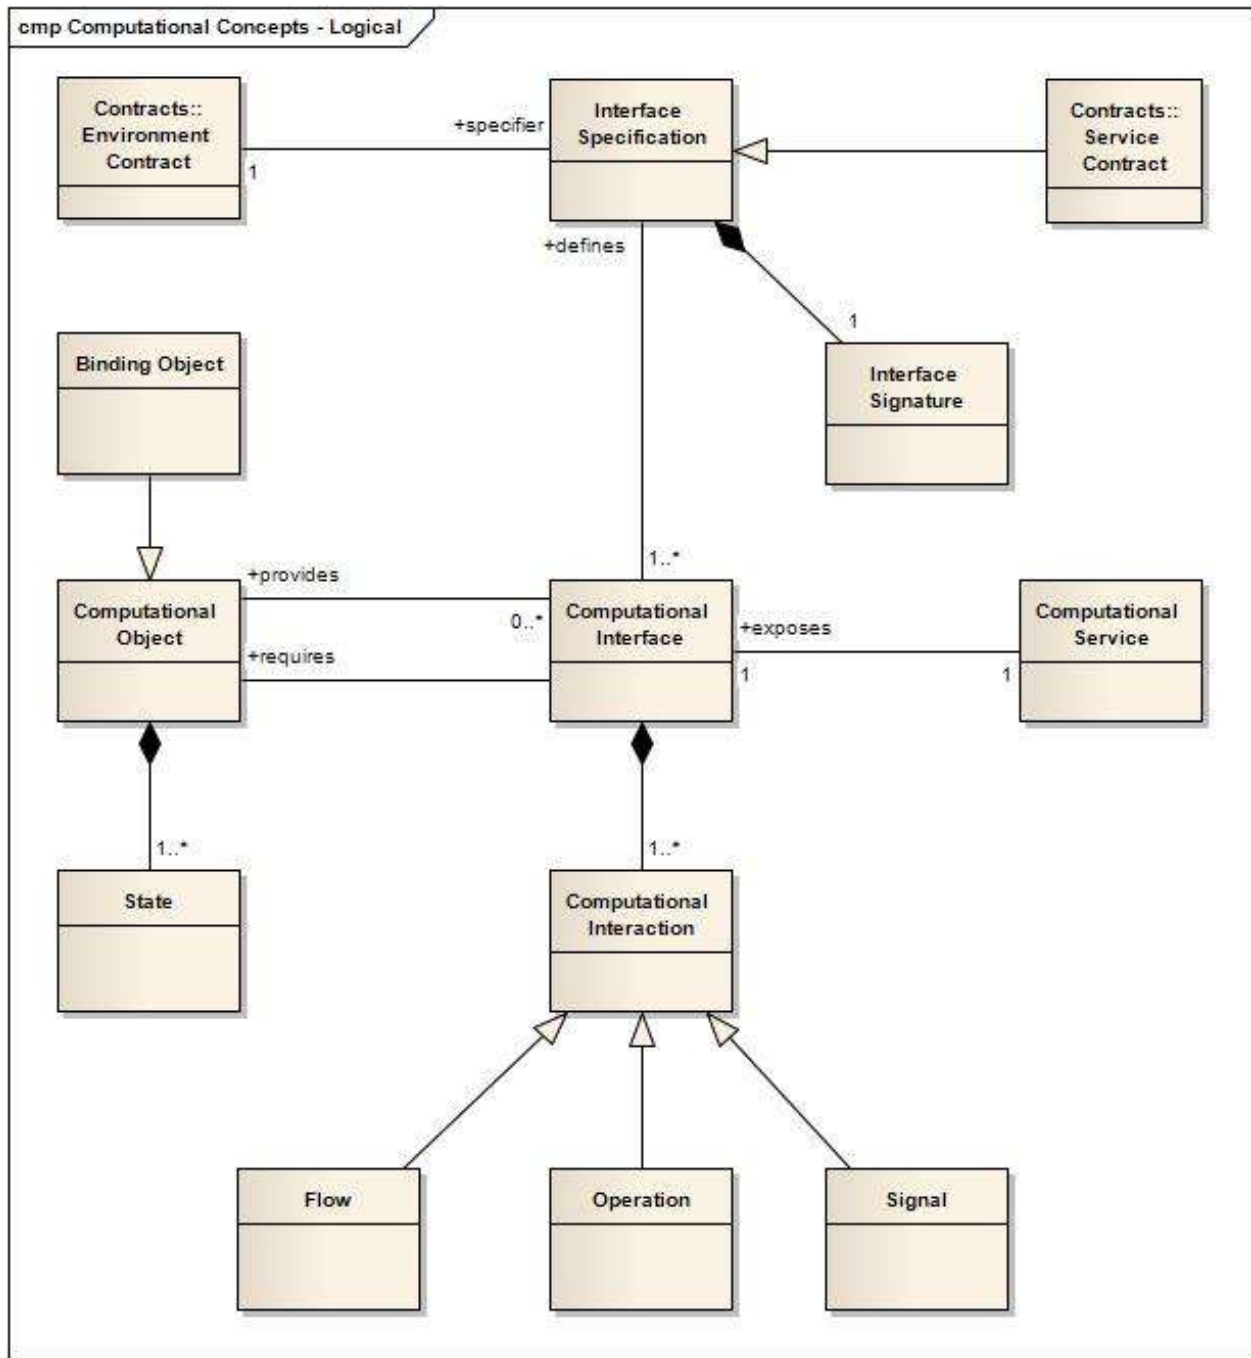 cmp Computational Concepts - Logical
Contracts::
Environment
Contract
1
+specifier
Interface
Specification
Contracts::
Service
Contract
+defines
1
Interface
Signature
Binding Object
1..*
+provides
0..*
+requires
Computational
Object
Computational
Interface
+exposes
1
1
Computational
Service
1..*
State
1..*
Computational
Interaction
Flow
Operation
Signal